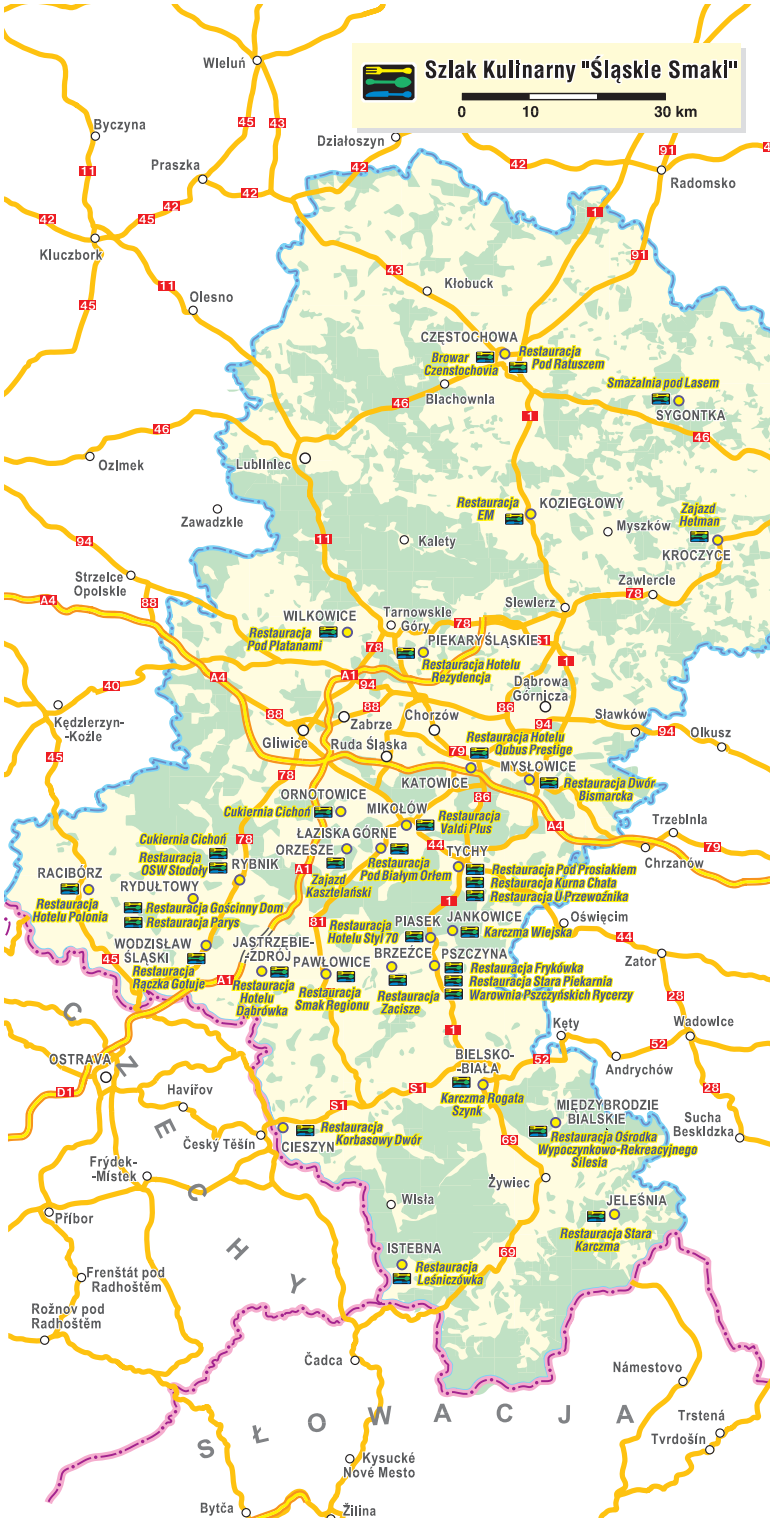 Szlak Kulinarny "Śląskie Smaki"
0 10 30 km
Wieluń
Byczyna
45
43
Działoszyn
91
Praszka
42
42
11
42
Radomsko
42
45
42
1
Kluczbork
91
43
11
Kłobuck
45
Olesno
CZĘSTOCHOWA
Browar
Czenstochovia
Restauracja
Pod Ratuszem
Smażalnia pod Lasem
Blachownia
46
1
SYGONTKA
46
46
Ozimek
Lubliniec
Restauracja
EM
KOZIEGŁOWY
Zajazd
Hetman
Zawadzkie
Myszków
94
11
Kalety
KROCZYCE
Strzelce
Opolskie
Zawiercie
A4
88
Siewierz
78
WILKOWICE
Tarnowskie
Góry
78
Restauracja
Pod Platanami
78
PIEKARY ŚLĄSKIE
S1
Restauracja Hotelu
Rezydencja
1
A4
A1
94
Dąbrowa
Górnicza
40
Kędzierzyn-
-Koźle
88
Zabrze
88
Chorzów
86
94
Sławków
94
Olkusz
Gliwice
Ruda Śląska
Restauracja Hotelu
Qubus Prestige
45
79
78
KATOWICE
MYSŁOWICE
Restauracja Dwór
Bismarcka
ORNOTOWICE
86
Cukiernia Cichoń
MIKOŁÓW
Restauracja
Valdi Plus
A4
Trzebinia
Cukiernia Cichoń
78
ŁAZISKA GÓRNE
44
79
Restauracja
OSW Stodoły
ORZESZE
TYCHY
Chrzanów
RACIBÓRZ
RYBNIK
A1
Zajazd
Kasztelański
Restauracja
Pod Białym Orłem
Restauracja Pod Prosiakiem
Restauracja Kurna Chata
Restauracja U Przewoźnika
RYDUŁTOWY
Restauracja
Hotelu Polonia
Restauracja Gościnny Dom
Restauracja Parys
81
1
Restauracja
Hotelu Styl 70
PIASEK
JANKOWICE
Karczma Wiejska
Oświęcim
44
WODZISŁAW
ŚLĄSKI
JASTRZĘBIE-
-ZDRÓJ
PAWŁOWICE
BRZEŹCE
PSZCZYNA
Zator
45
Restauracja
Rączka Gotuje
A1
Restauracja
Hotelu
Dąbrówka
Restauracja
Smak Regionu
Restauracja
Zacisze
Restauracja Frykówka
Restauracja Stara Piekarnia
Warownia Pszczyńskich Rycerzy
28
C Z E C H Y
1
Kęty
52
Wadowice
OSTRAVA
BIELSKO-
-BIAŁA
52
Andrychów
D1
Havířov
S1
S1
Karczma Rogata
Szynk
28
MIĘDZYBRODZIE
BIALSKIE
Český Těšín
CIESZYN
Restauracja
Korbasowy Dwór
69
Restauracja Ośrodka
Wypoczynkowo-Rekreacyjnego
Silesia
Sucha
Beskidzka
Frýdek-
-Místek
Żywiec
Wisła
JELEŚNIA
Příbor
Restauracja Stara
Karczma
ISTEBNA
69
Restauracja
Leśniczówka
Frenštát pod
Radhoštěm
Rožnov pod
Radhoštěm
Čadca
Námestovo
S Ł O W A C J A
Trstená
Tvrdošín
Kysucké
Nové Mesto
Bytča
Žilina